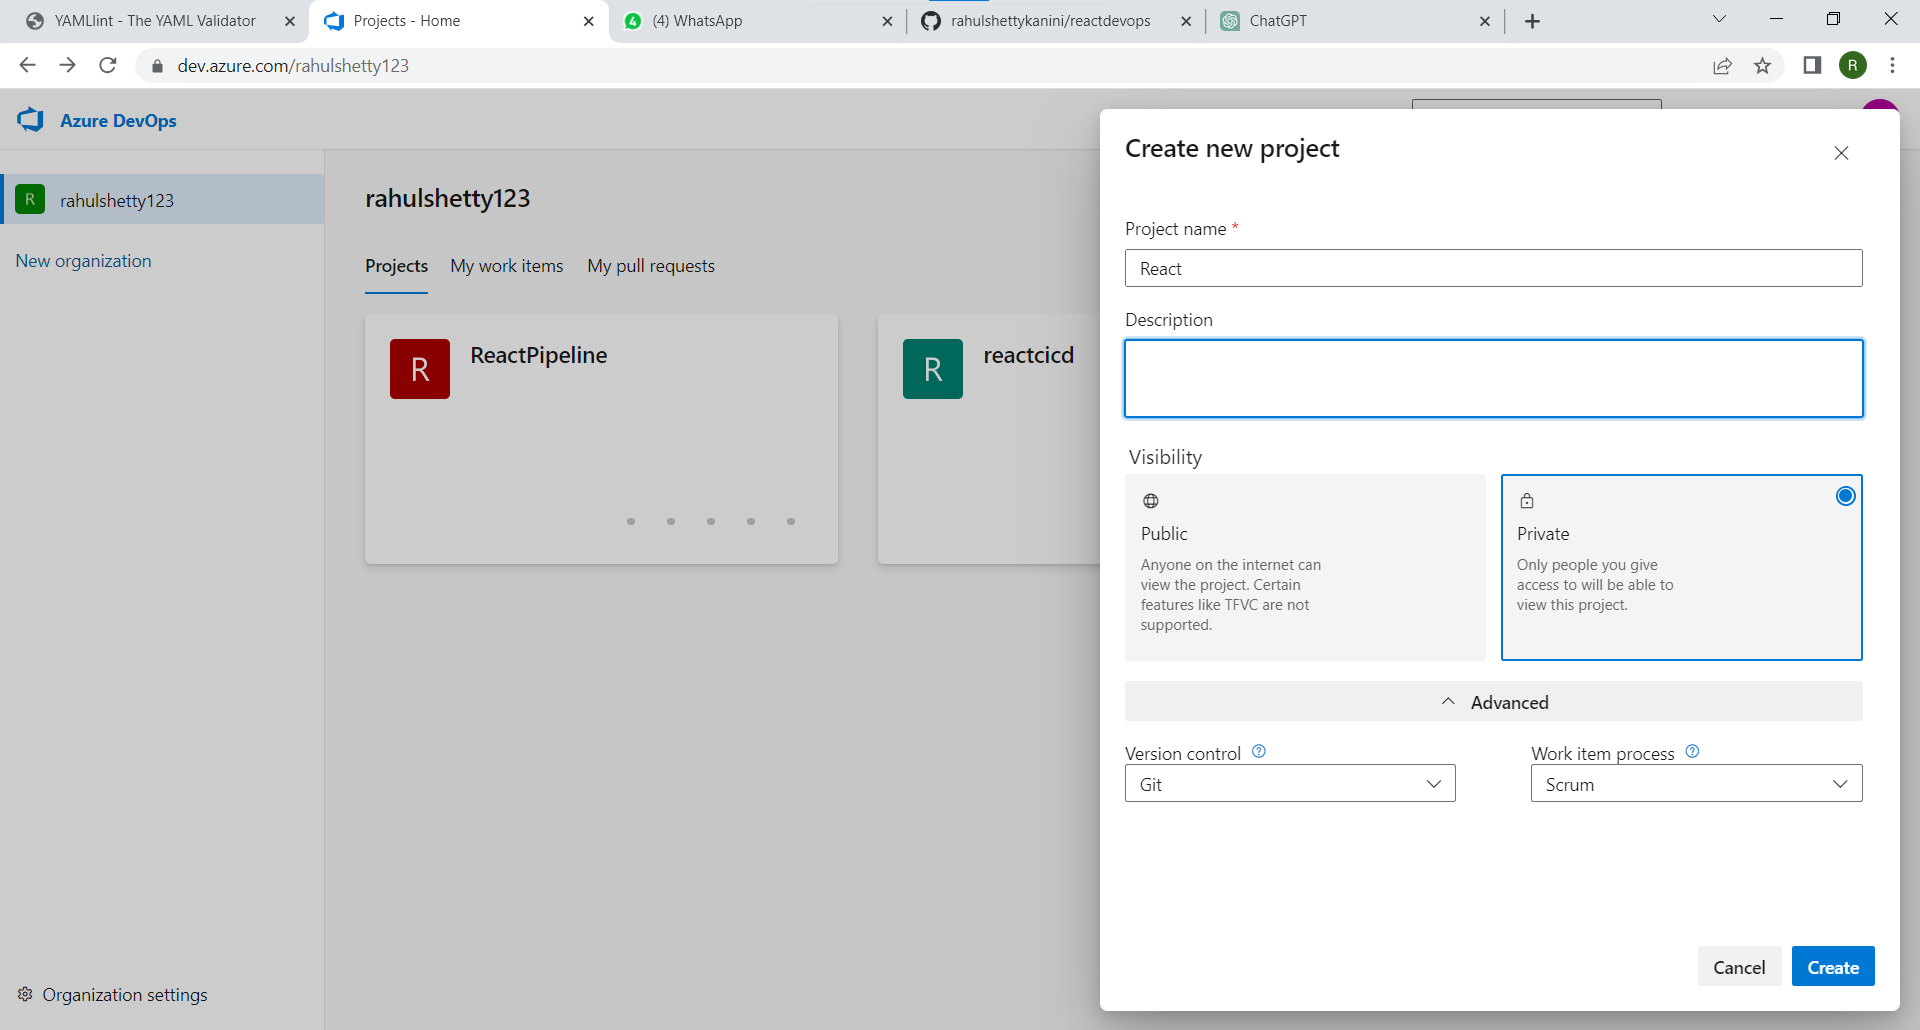 YAMLlint - The YAML Validator
Projects - Home
4
(4) WhatsApp
rahulshettykanini/reactdevops
ChatGPT
dev.azure.com/rahulshetty123
R
Azure DevOps
R
rahulshetty123
New organization
Organization settings
rahulshetty123
Projects My work items My pull requests
R
ReactPipeline
R
reactcicd
Create new project
Project name *
React
Description
Visibility
Public
Anyone on the internet can
view the project. Certain
features like TFVC are not
supported.
Private
Only people you give
access to will be able to
view this project.
Advanced
Version control ?
Git
Work item process ?
Scrum
Cancel
Create